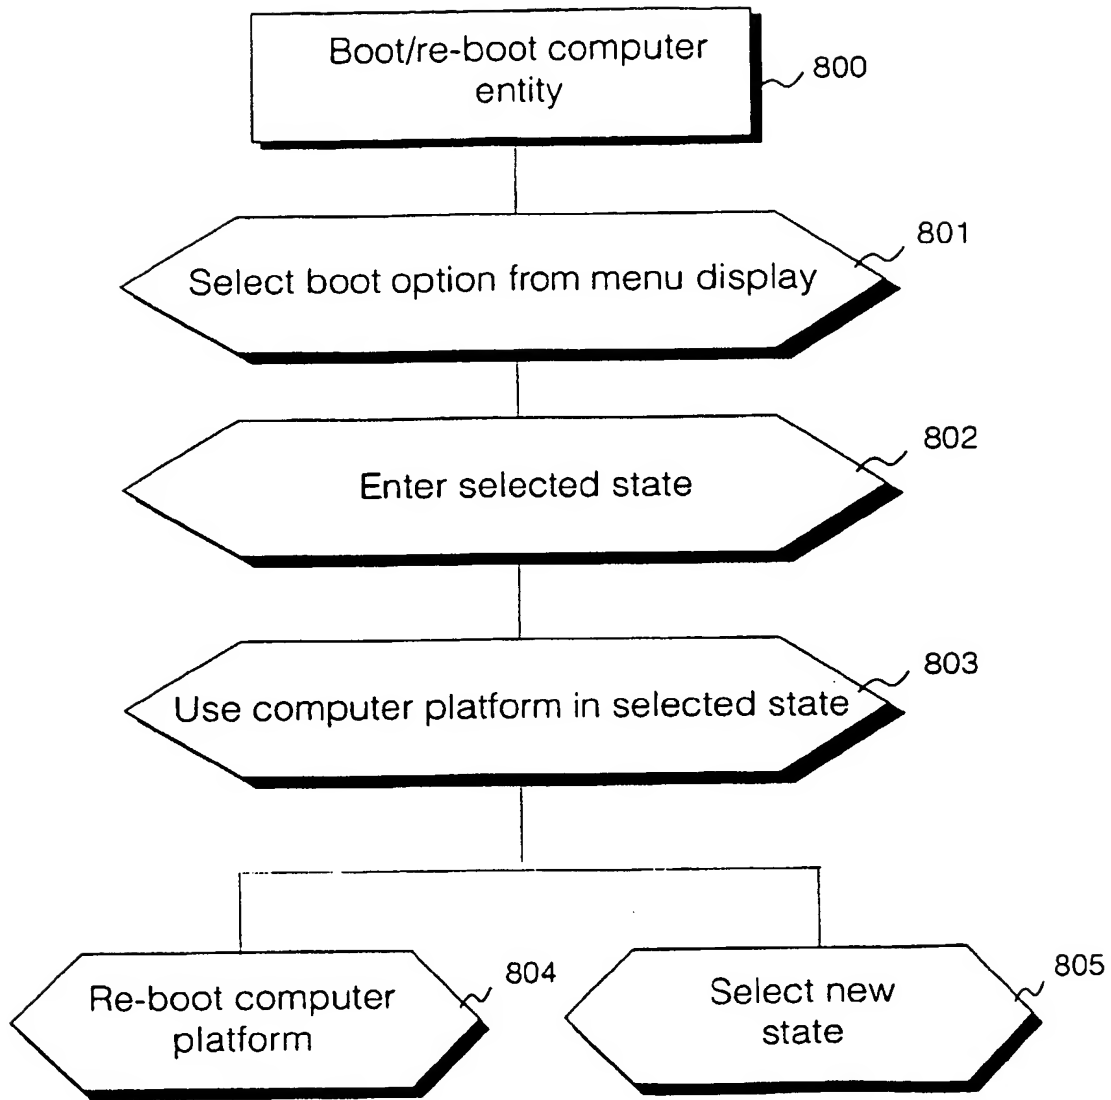 Boot/re-boot computer
entity
800
Select boot option from menu display
801
Enter selected state
802
Use computer platform in selected state
803
Re-boot computer
platform
804
Select new
state
805